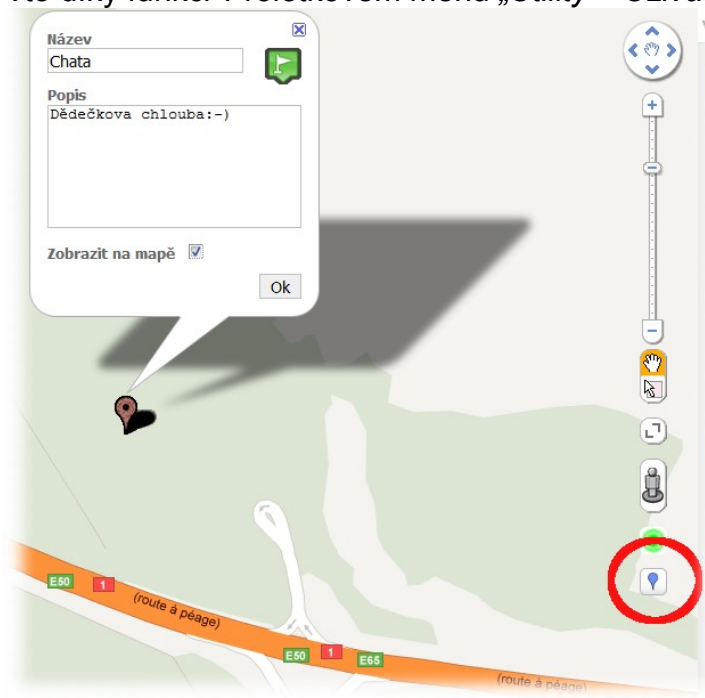 Název
Chata
Popis
Dědečkova chlouba:-)
Zobrazit na mapě
Ok
E50 1
(route à péage)
E50 1 E65
(route à péage)